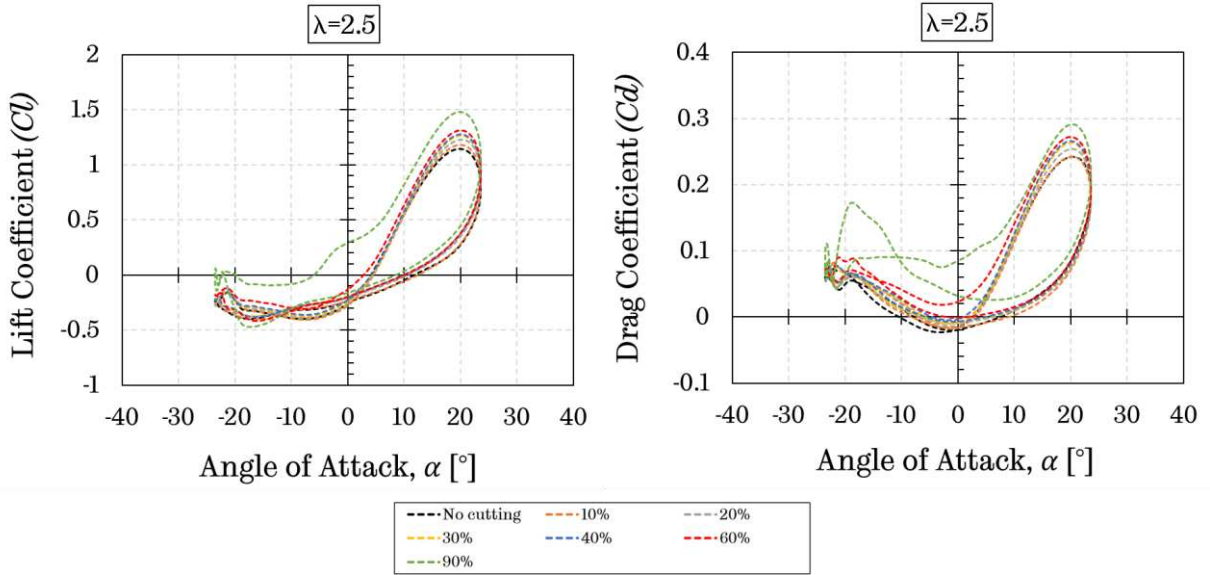 λ=2.5
Lift Coefficient (Cl)
2
1.5
1
0.5
0
-0.5
-1
-40 -30 -20 -10 0 10 20 30 40
Angle of Attack, α [°]
λ=2.5
Drag Coefficient (Cd)
0.4
0.3
0.2
0.1
0
-0.1
-40 -30 -20 -10 0 10 20 30 40
Angle of Attack, α [°]
No cutting 10% 20%
30% 40% 60%
90%